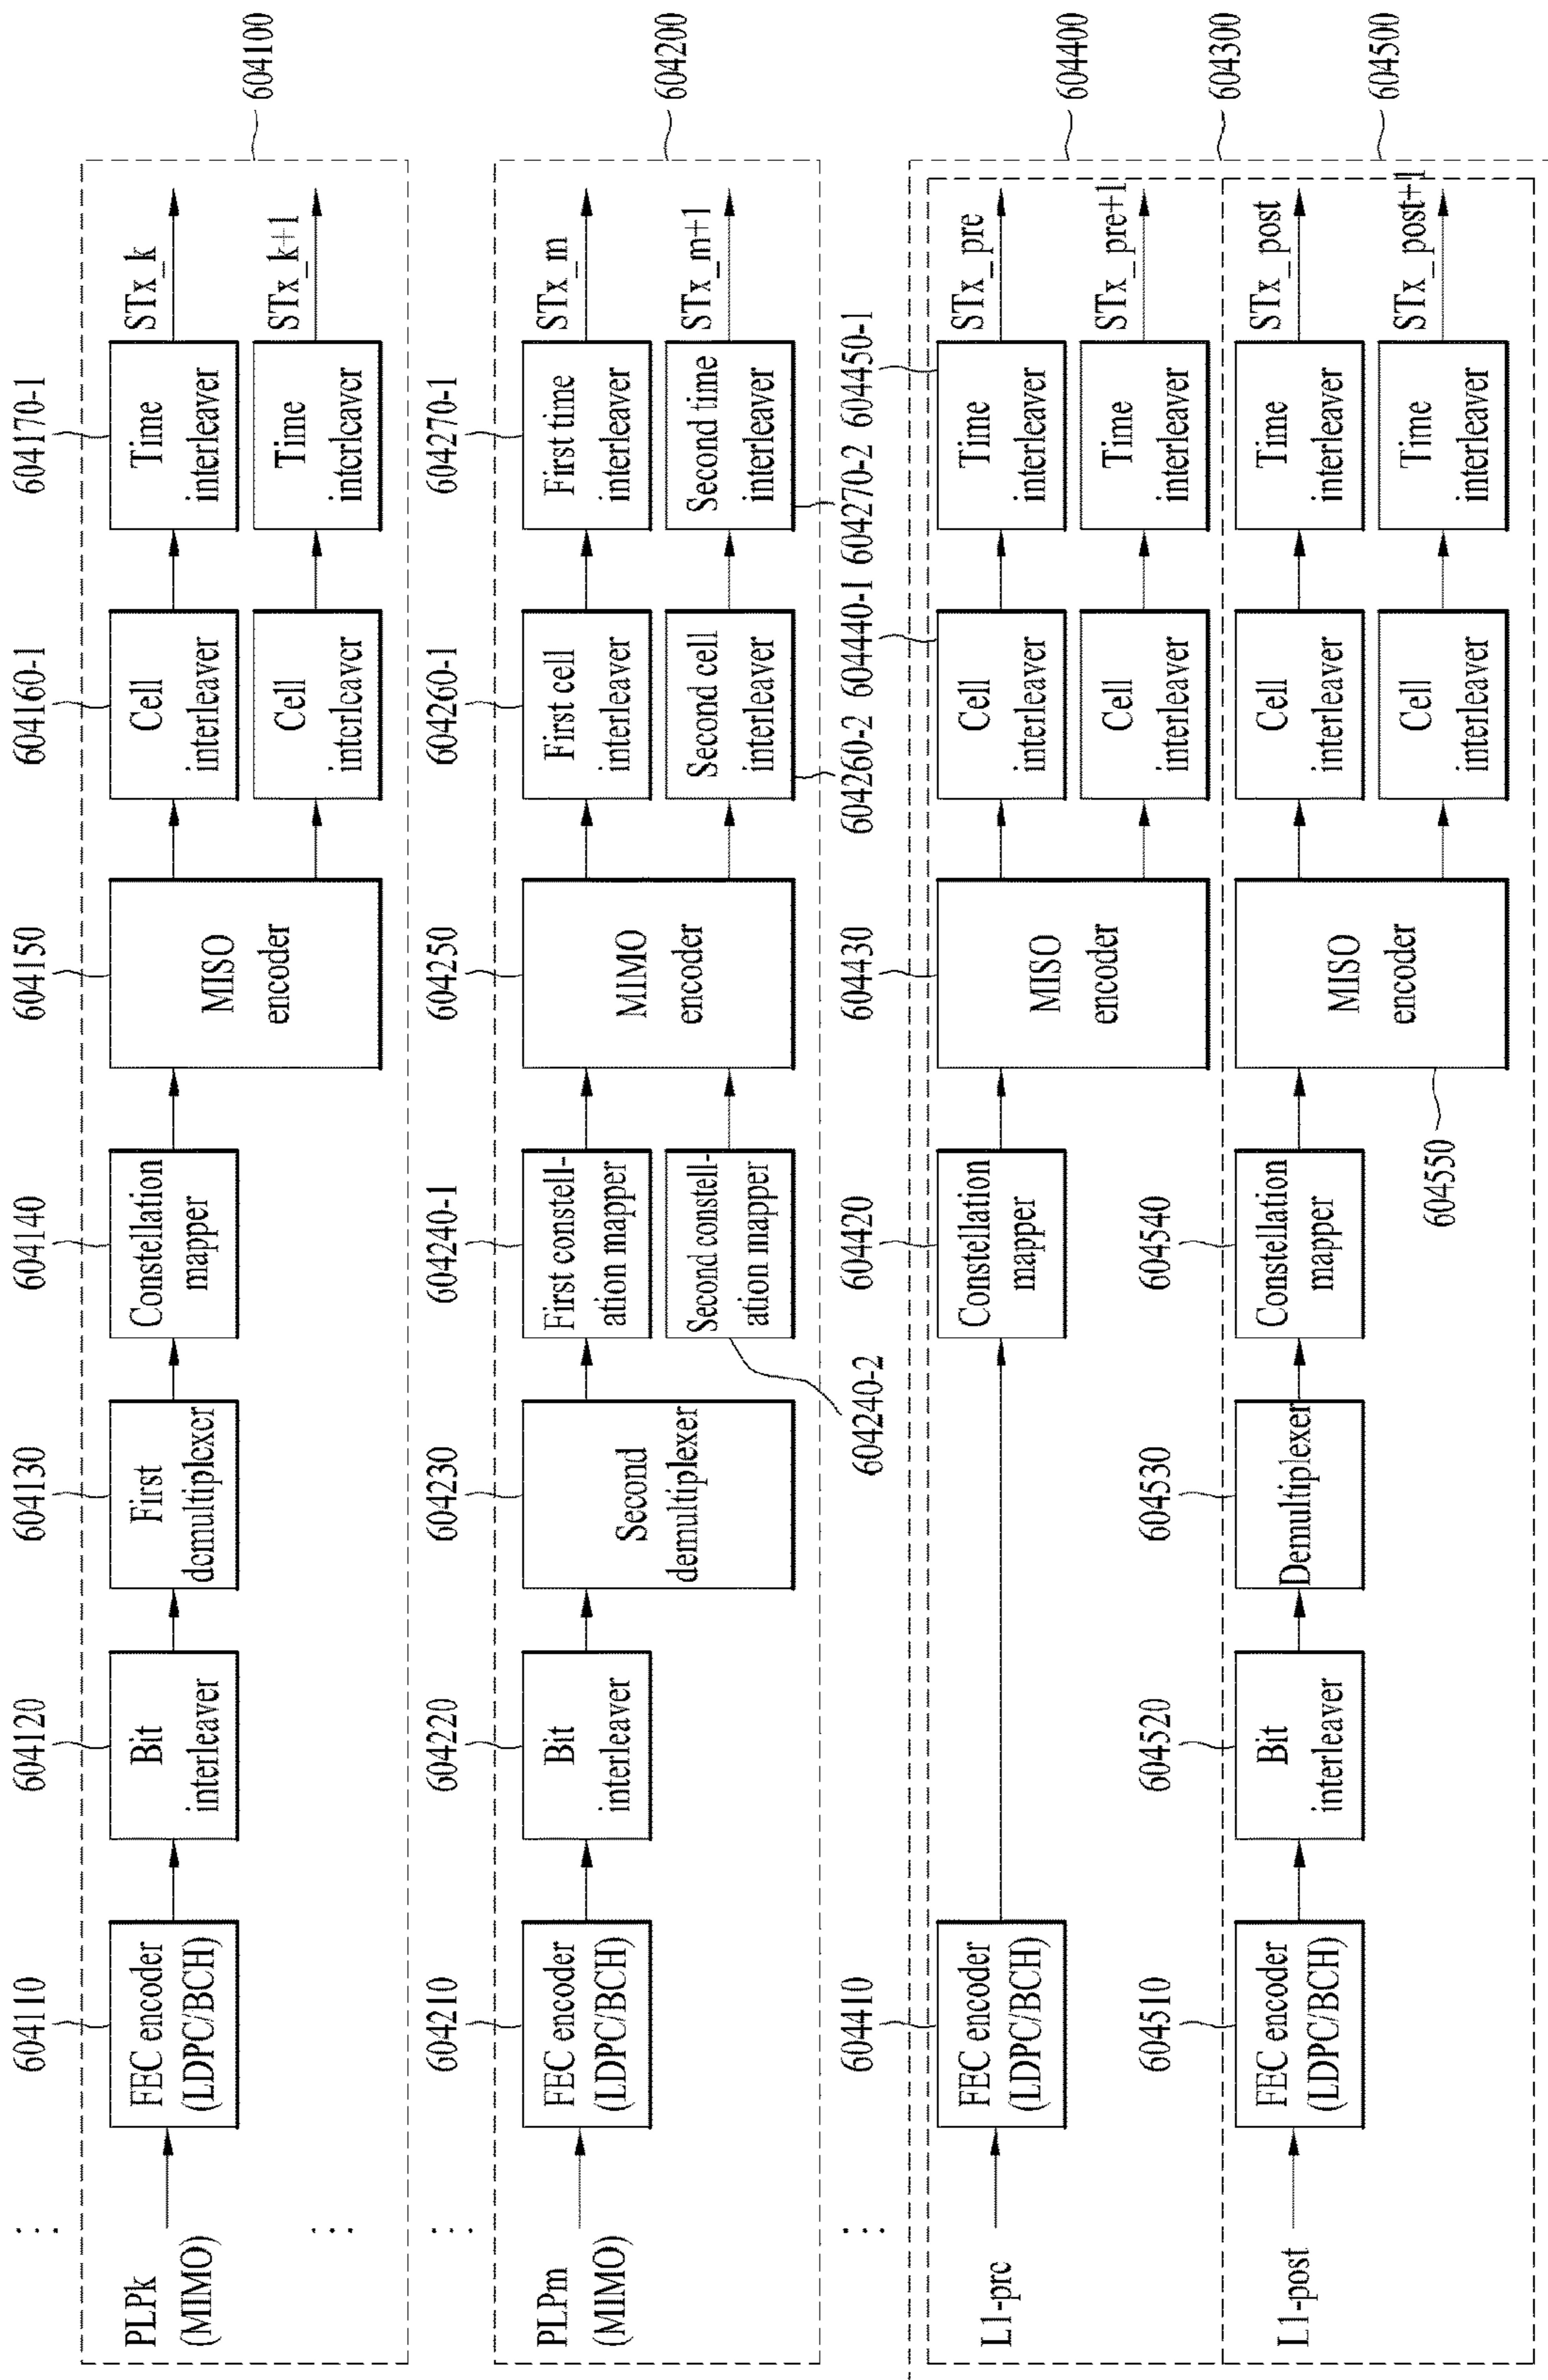 604110
604120
604130
604140
604150
604160-1
604170-1
PLPk
(MIMO)
FEC encoder
(LDPC/BCH)
Bit
interleaver
First
demultiplexer
Constellation
mapper
MISO
encoder
Cell
interleaver
Time
interleaver
STx_k
Cell
interleaver
Time
interleaver
STx_k+1
604100
604210
604220
604230
604240-1
604250
604260-1
604270-1
PLPm
(MIMO)
FEC encoder
(LDPC/BCH)
Bit
interleaver
Second
demultiplexer
First constell-
ation mapper
Second constell-
ation mapper
MIMO
encoder
First cell
interleaver
First time
interleaver
STx_m
Second cell
interleaver
Second time
interleaver
STx_m+1
604200
604240-2
604260-2
604270-2
604410
604420
604430
604440-1
604450-1
L1-pre
FEC encoder
(LDPC/BCH)
Constellation
mapper
MISO
encoder
Cell
interleaver
Time
interleaver
STx_pre
Cell
interleaver
Time
interleaver
STx_pre+1
604400
604300
604510
604520
604530
604540
L1-post
FEC encoder
(LDPC/BCH)
Bit
interleaver
Demultiplexer
Constellation
mapper
MISO
encoder
Cell
interleaver
Time
interleaver
STx_post
Cell
interleaver
Time
interleaver
STx_post+1
604500
604550